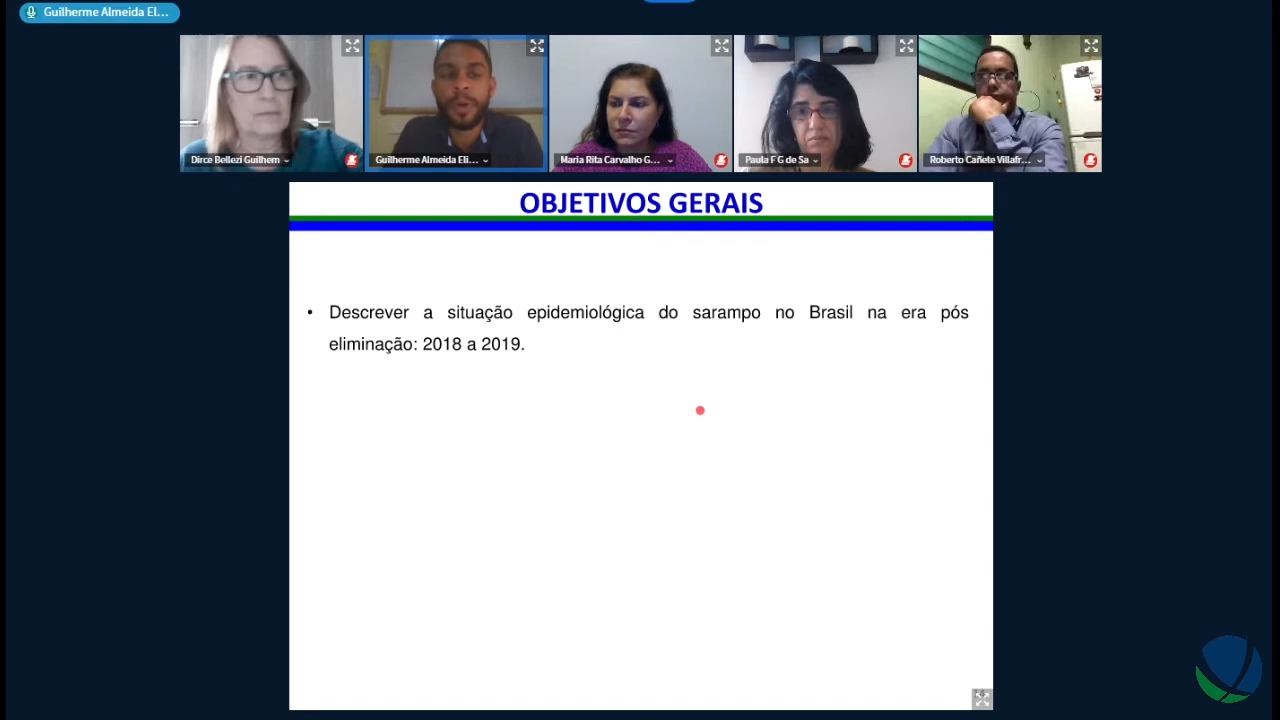 Guilherme Almeida El...
Dirce Bellezi Guilhem
Guilherme Almeida Eli...
Maria Rita Carvalho G...
Paula F G de Sa
Roberto Cañete Villafr...
OBJETIVOS GERAIS
• Descrever a situação epidemiológica do sarampo no Brasil na era pós
eliminação: 2018 a 2019.